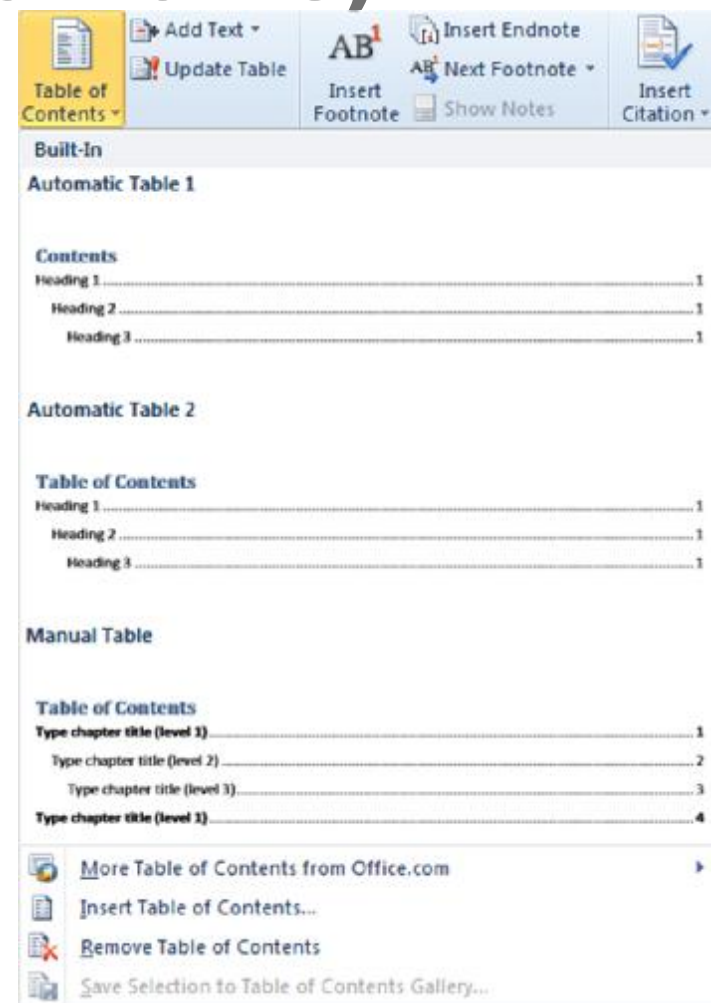 Add Text
Update Table
Table of
Contents
AB1
Insert
Footnote
Insert Endnote
AB1 Next Footnote
Show Notes
Insert
Citation
Built-In
Automatic Table 1
Contents
Heading 1........1
Heading 2........1
Heading 3........1
Automatic Table 2
Table of Contents
Heading 1........1
Heading 2........1
Heading 3........1
Manual Table
Table of Contents
Type chapter title (level 1)........1
Type chapter title (level 2)........2
Type chapter title (level 3)........3
Type chapter title (level 1)........4
More Table of Contents from Office.com
Insert Table of Contents...
Remove Table of Contents
Save Selection to Table of Contents Gallery...